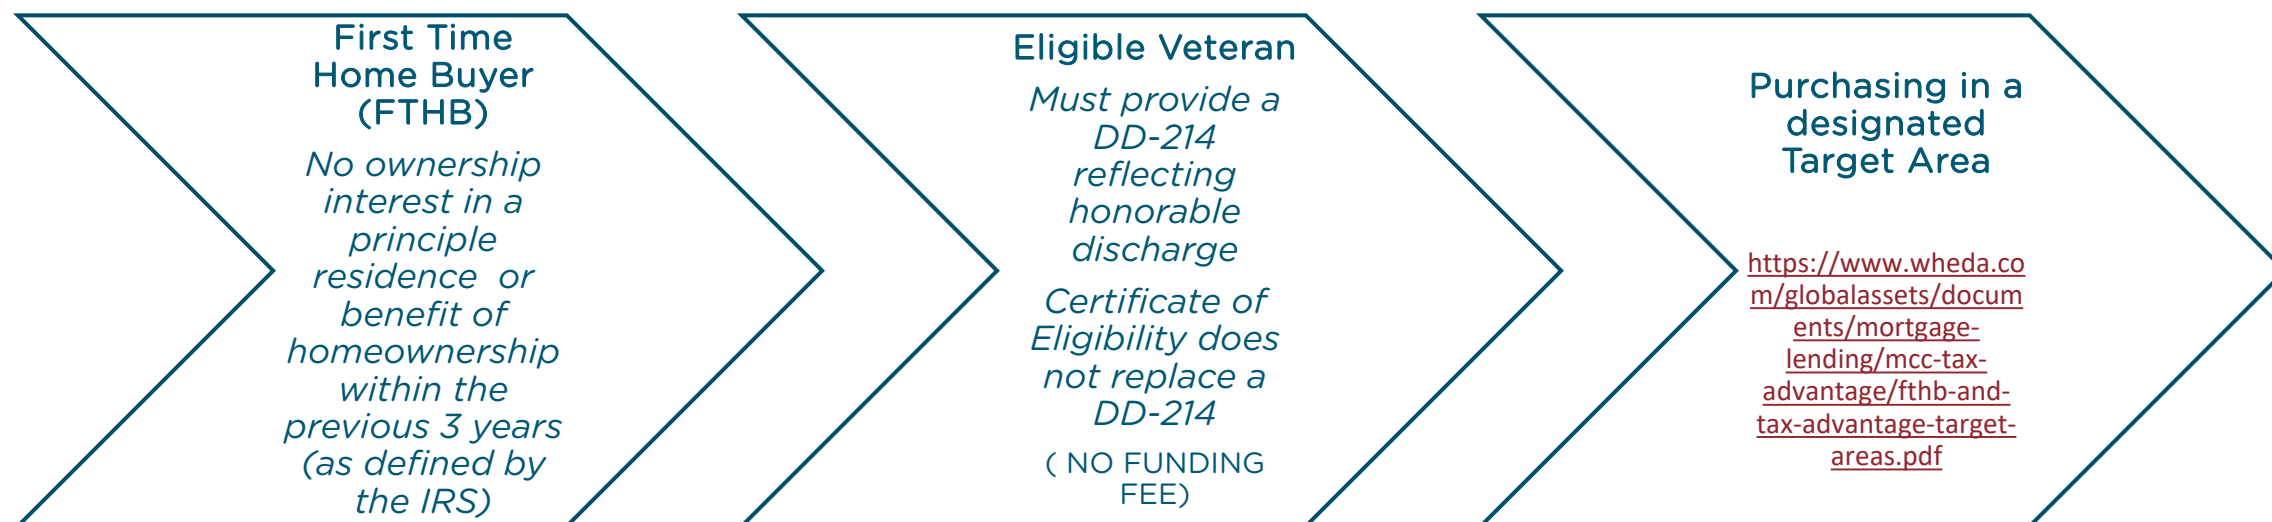 First Time
Home Buyer
(FTHB)
No ownership
interest in a
principle
residence or
benefit of
homeownership
within the
previous 3 years
(as defined by
the IRS)
Eligible Veteran
Must provide a
DD-214
reflecting
honorable
discharge
Certificate of
Eligibility does
not replace a
DD-214
( NO FUNDING
FEE)
Purchasing in a
designated
Target Area
https://www.wheda.co
m/globalassets/docum
ents/mortgage-
lending/mcc-tax-
advantage/fthb-and-
tax-advantage-target-
areas.pdf